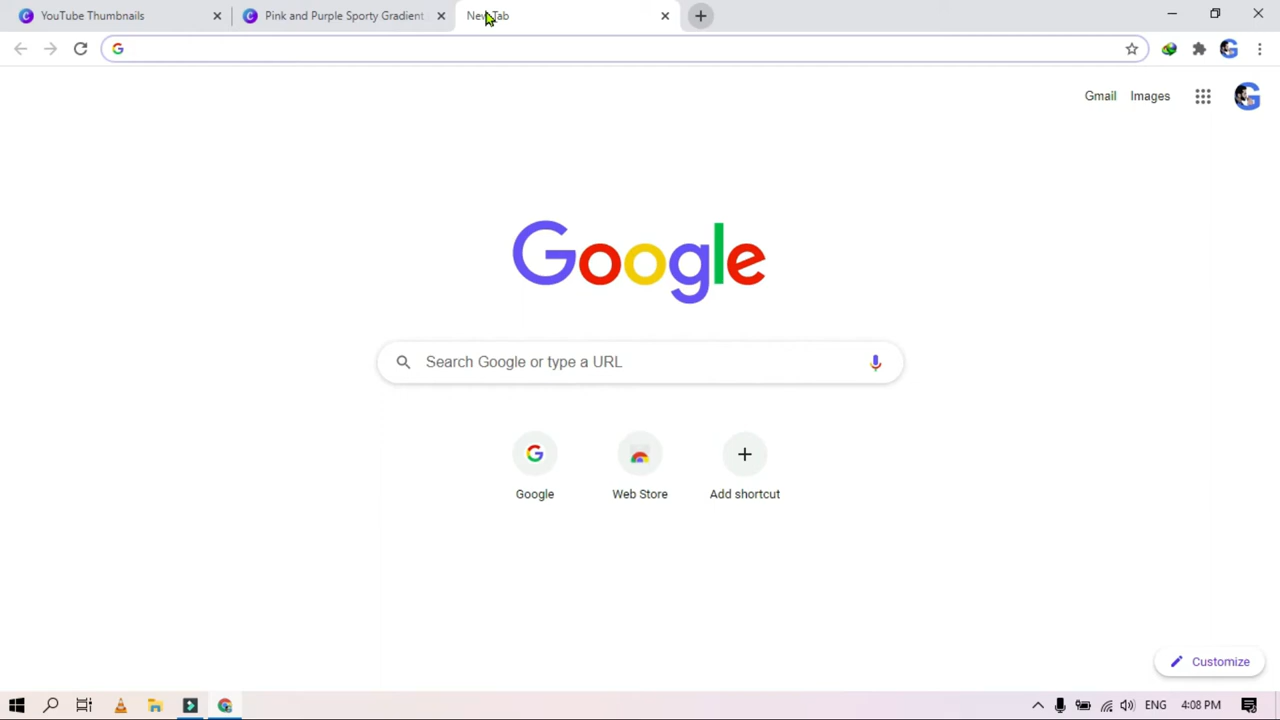 YouTube Thumbnails
Pink and Purple Sporty Gradient
New Tab
Gmail
Images
Google
Search Google or type a URL
Google
Web Store
Add shortcut
Customize
ENG
4:08 PM